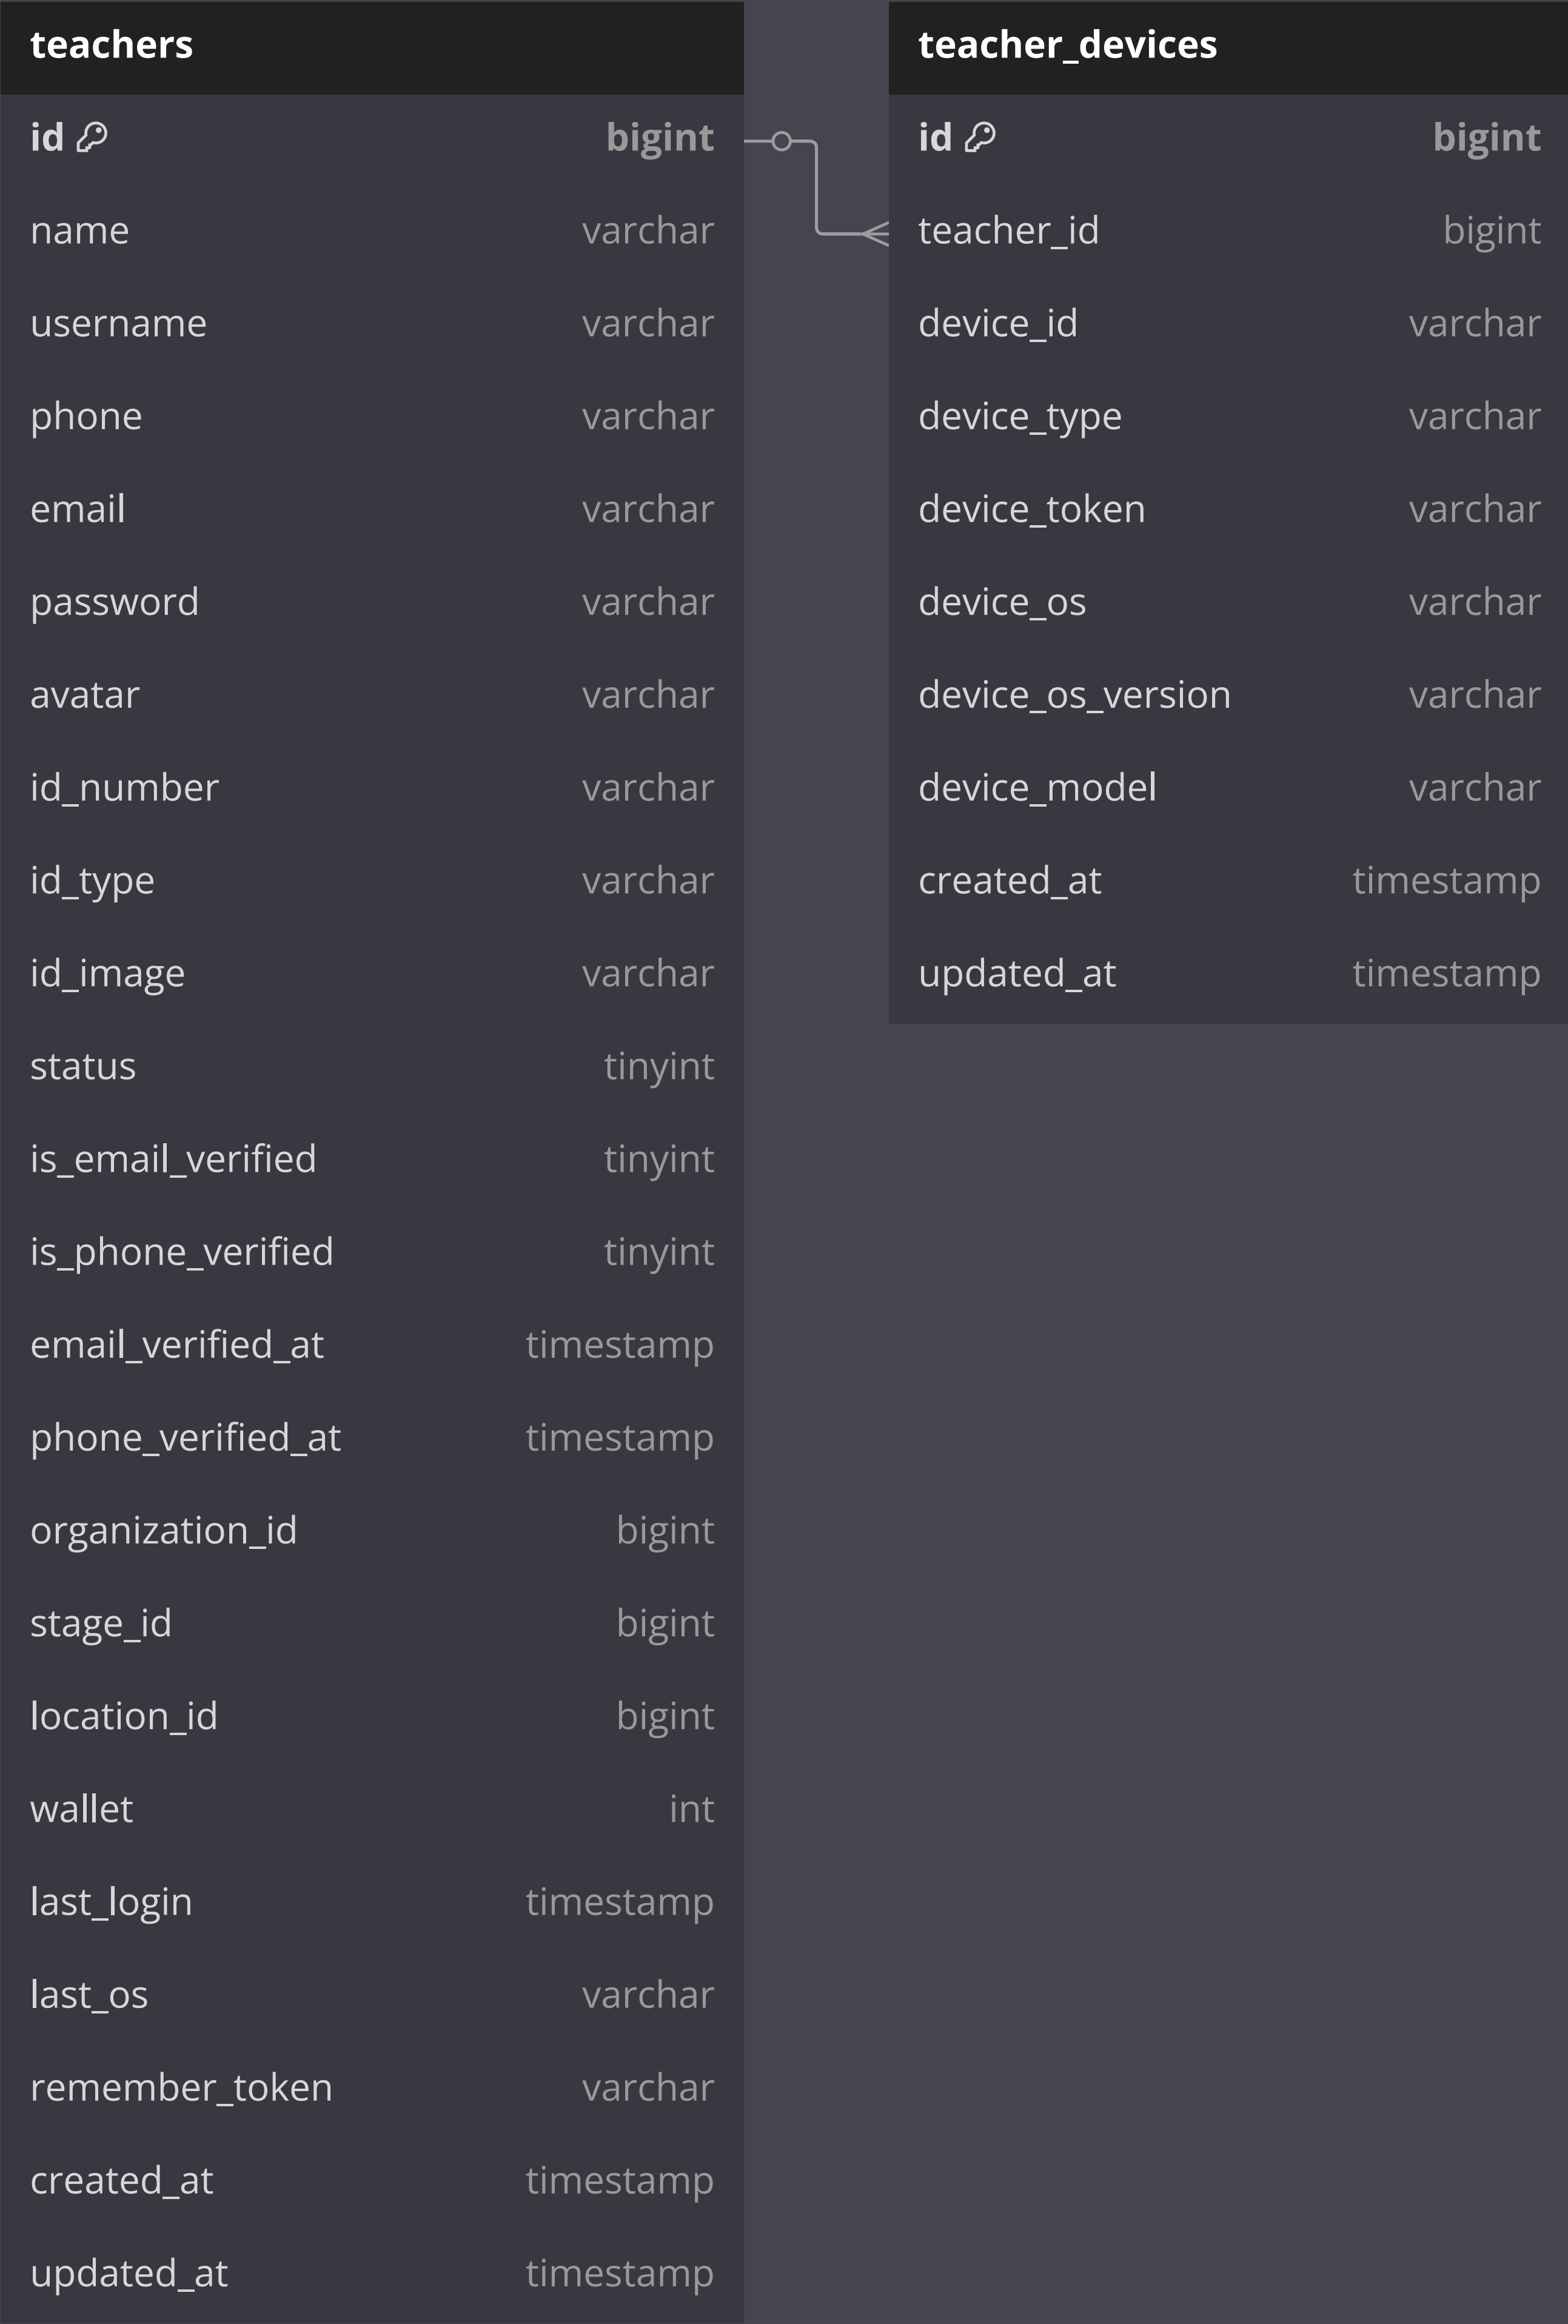 teachers
id bigint
name varchar
username varchar
phone varchar
email varchar
password varchar
avatar varchar
id_number varchar
id_type varchar
id_image varchar
status tinyint
is_email_verified tinyint
is_phone_verified tinyint
email_verified_at timestamp
phone_verified_at timestamp
organization_id bigint
stage_id bigint
location_id bigint
wallet int
last_login timestamp
last_os varchar
remember_token varchar
created_at timestamp
updated_at timestamp
teacher_devices
id bigint
teacher_id bigint
device_id varchar
device_type varchar
device_token varchar
device_os varchar
device_os_version varchar
device_model varchar
created_at timestamp
updated_at timestamp